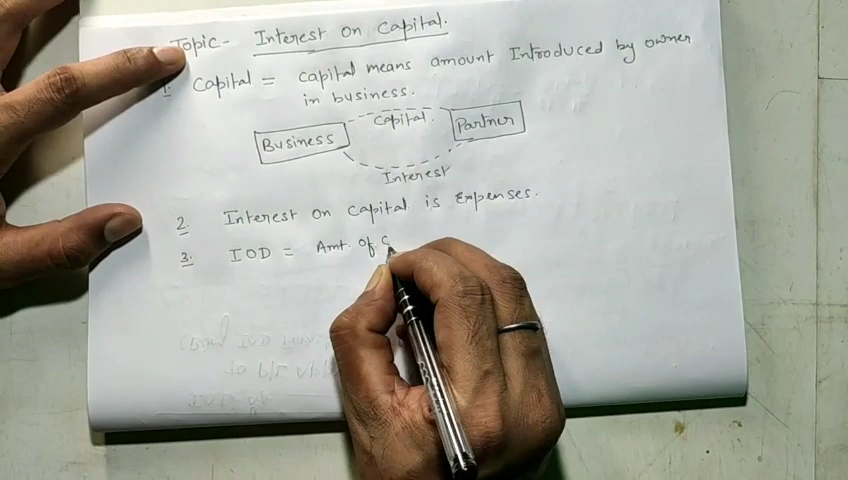 Topic- Interest on Capital.
1. Capital = capital means amount Introduced by owner
in business.
Capital.
Business Partner
Interest
2. Interest on capital is Expenses.
3. IOD = Amt. of C